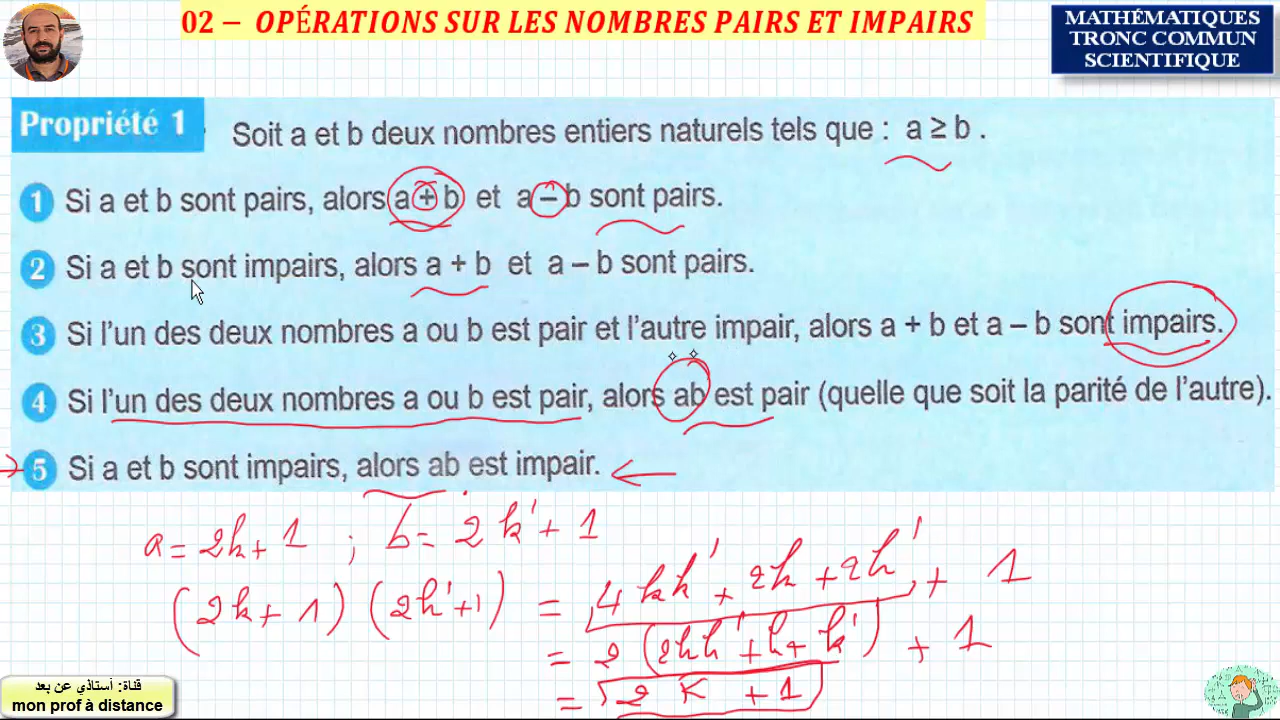 02 – OPÉRATIONS SUR LES NOMBRES PAIRS ET IMPAIRS
MATHÉMATIQUES
TRONC COMMUN
SCIENTIFIQUE
Propriété 1 Soit a et b deux nombres entiers naturels tels que : a ≥ b .
1 Si a et b sont pairs, alors a + b et a – b sont pairs.
2 Si a et b sont impairs, alors a + b et a – b sont pairs.
3 Si l'un des deux nombres a ou b est pair et l'autre impair, alors a + b et a – b sont impairs.
4 Si l'un des deux nombres a ou b est pair, alors ab est pair (quelle que soit la parité de l'autre).
5 Si a et b sont impairs, alors ab est impair.
a = 2k + 1 ; b = 2k' + 1
(2k + 1) (2k' + 1) = 4kk' + 2k + 2k' + 1
= 2 (2kk' + k + k') + 1
= 2 K + 1
قناة: أستاذي عن بعد
mon prof à distance